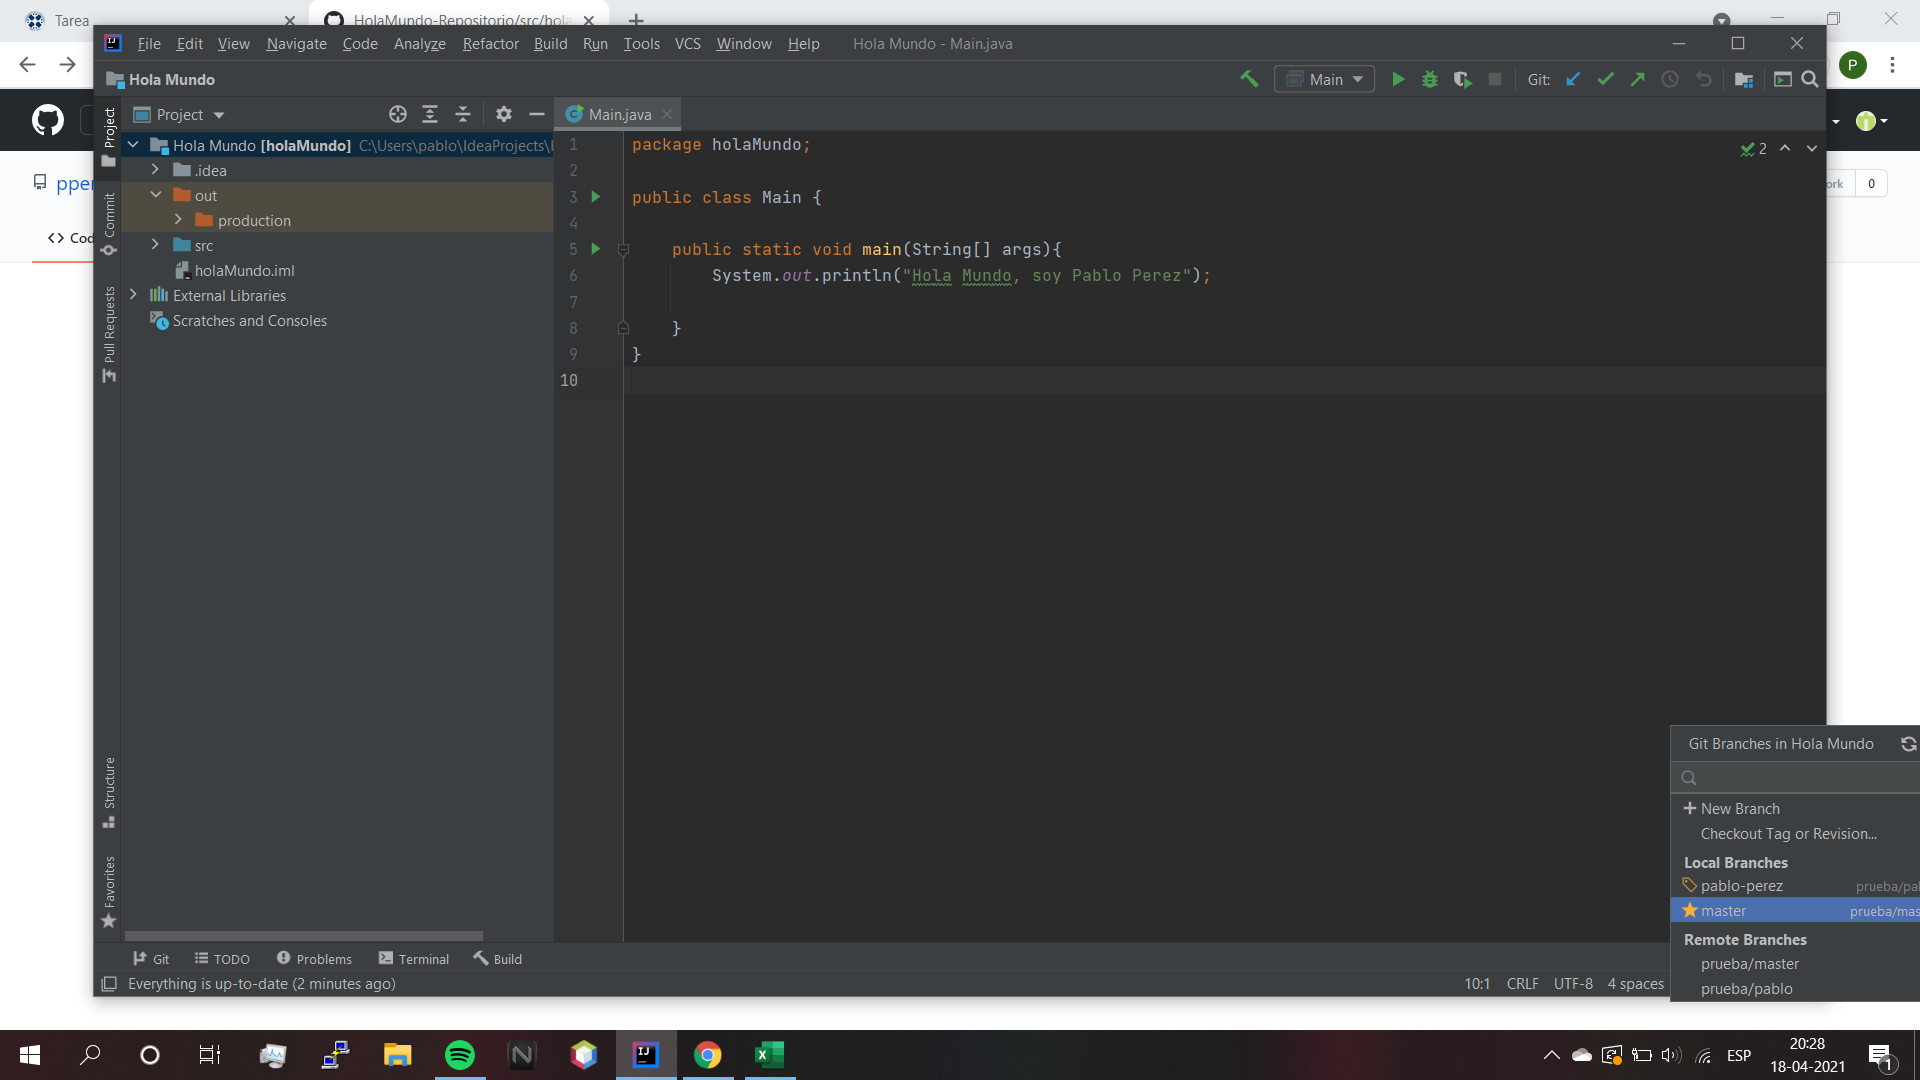 Tarea
HolaMundo-Repositorio/src/hola
File Edit View Navigate Code Analyze Refactor Build Run Tools VCS Window Help Hola Mundo - Main.java
Hola Mundo
Main
Git:
P
Project
Main.java
Project
Commit
Pull Requests
Structure
Favorites
Hola Mundo [holaMundo] C:\Users\pablo\IdeaProjects\
.idea
out
production
src
holaMundo.iml
External Libraries
Scratches and Consoles
1 package holaMundo;
2
3 public class Main {
4
5 public static void main(String[] args){
6 System.out.println("Hola Mundo, soy Pablo Perez");
7
8 }
9 }
10
2
pper
<> Cod
ork 0
Git Branches in Hola Mundo
New Branch
Checkout Tag or Revision...
Local Branches
pablo-perez prueba/pal
master prueba/mas
Remote Branches
prueba/master
prueba/pablo
Git TODO Problems Terminal Build
Everything is up-to-date (2 minutes ago)
10:1 CRLF UTF-8 4 spaces
ESP
20:28
18-04-2021
1